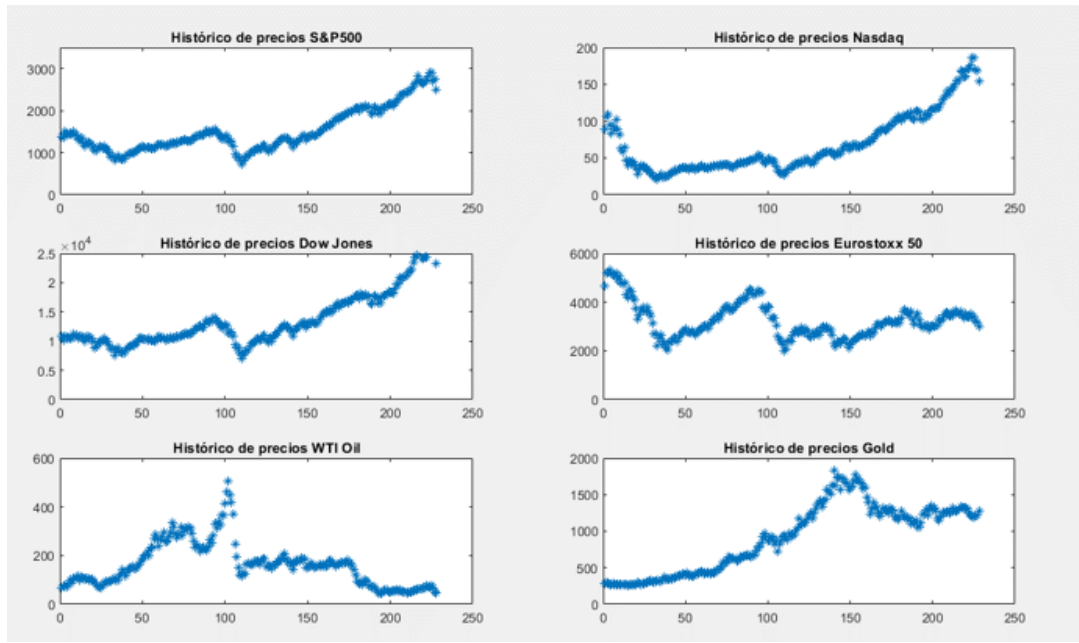 Histórico de precios S&P500
3000
2000
1000
0
0 50 100 150 200 250
Histórico de precios Nasdaq
200
150
100
50
0
0 50 100 150 200 250
×10⁴ Histórico de precios Dow Jones
2.5
2
1.5
1
0.5
0
0 50 100 150 200 250
Histórico de precios Eurostoxx 50
6000
4000
2000
0
0 50 100 150 200 250
Histórico de precios WTI Oil
600
400
200
0
0 50 100 150 200 250
Histórico de precios Gold
2000
1500
1000
500
0
0 50 100 150 200 250